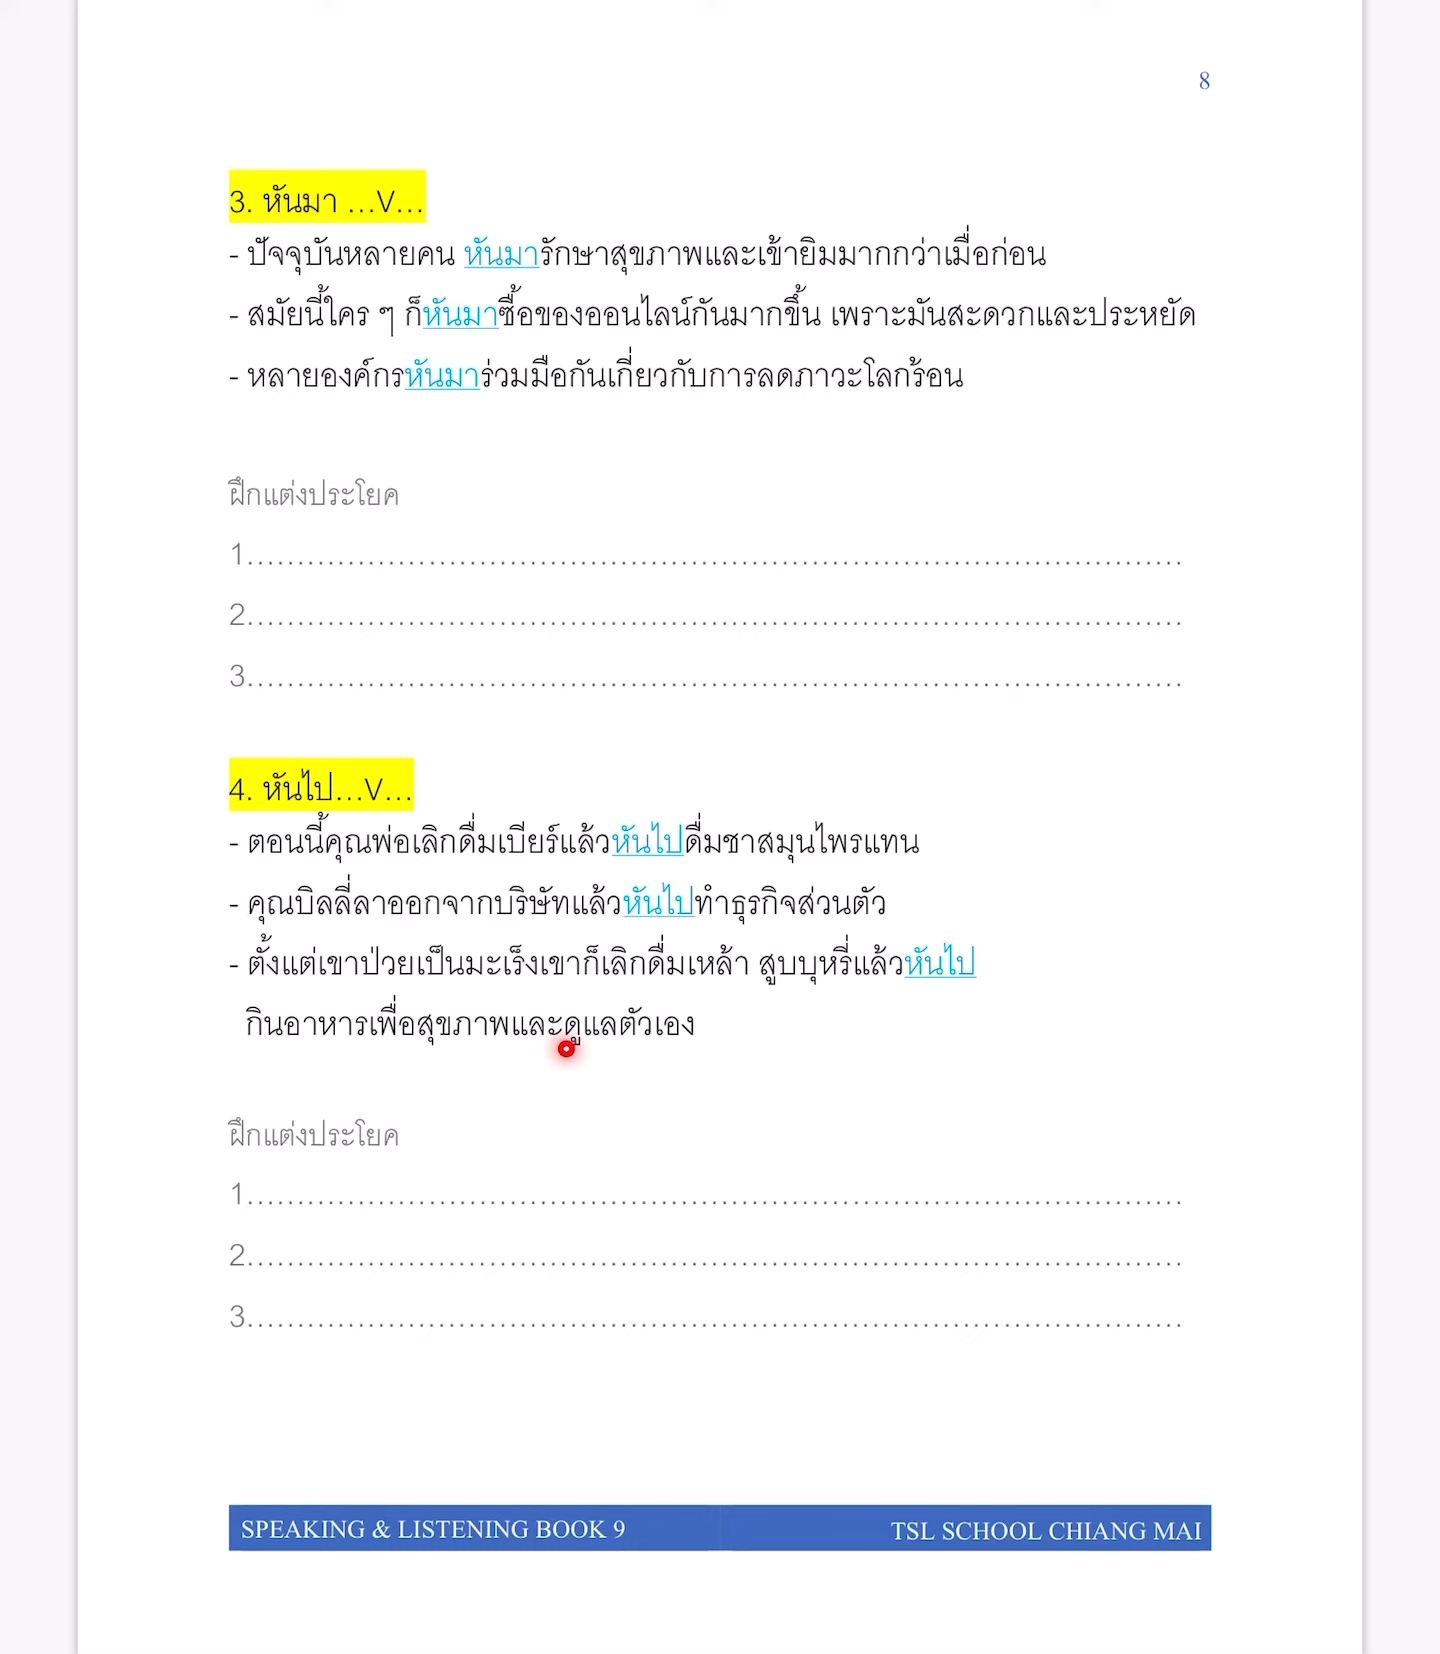 8
3. หันมา ...V...
- ปัจจุบันหลายคน หันมารักษาสุขภาพและเข้ายิมมากกว่าเมื่อก่อน
- สมัยนี้ใคร ๆ ก็หันมาซื้อของออนไลน์กันมากขึ้น เพราะมันสะดวกและประหยัด
- หลายองค์กรหันมาร่วมมือกันเกี่ยวกับการลดภาวะโลกร้อน
ฝึกแต่งประโยค
1.............................................................................................
2.............................................................................................
3.............................................................................................
4. หันไป...V...
- ตอนนี้คุณพ่อเลิกดื่มเบียร์แล้วหันไปดื่มชาสมุนไพรแทน
- คุณบิลลี่ลาออกจากบริษัทแล้วหันไปทำธุรกิจส่วนตัว
- ตั้งแต่เขาป่วยเป็นมะเร็งเขาก็เลิกดื่มเหล้า สูบบุหรี่แล้วหันไป
กินอาหารเพื่อสุขภาพและดูแลตัวเอง
ฝึกแต่งประโยค
1.............................................................................................
2.............................................................................................
3.............................................................................................
SPEAKING & LISTENING BOOK 9
TSL SCHOOL CHIANG MAI